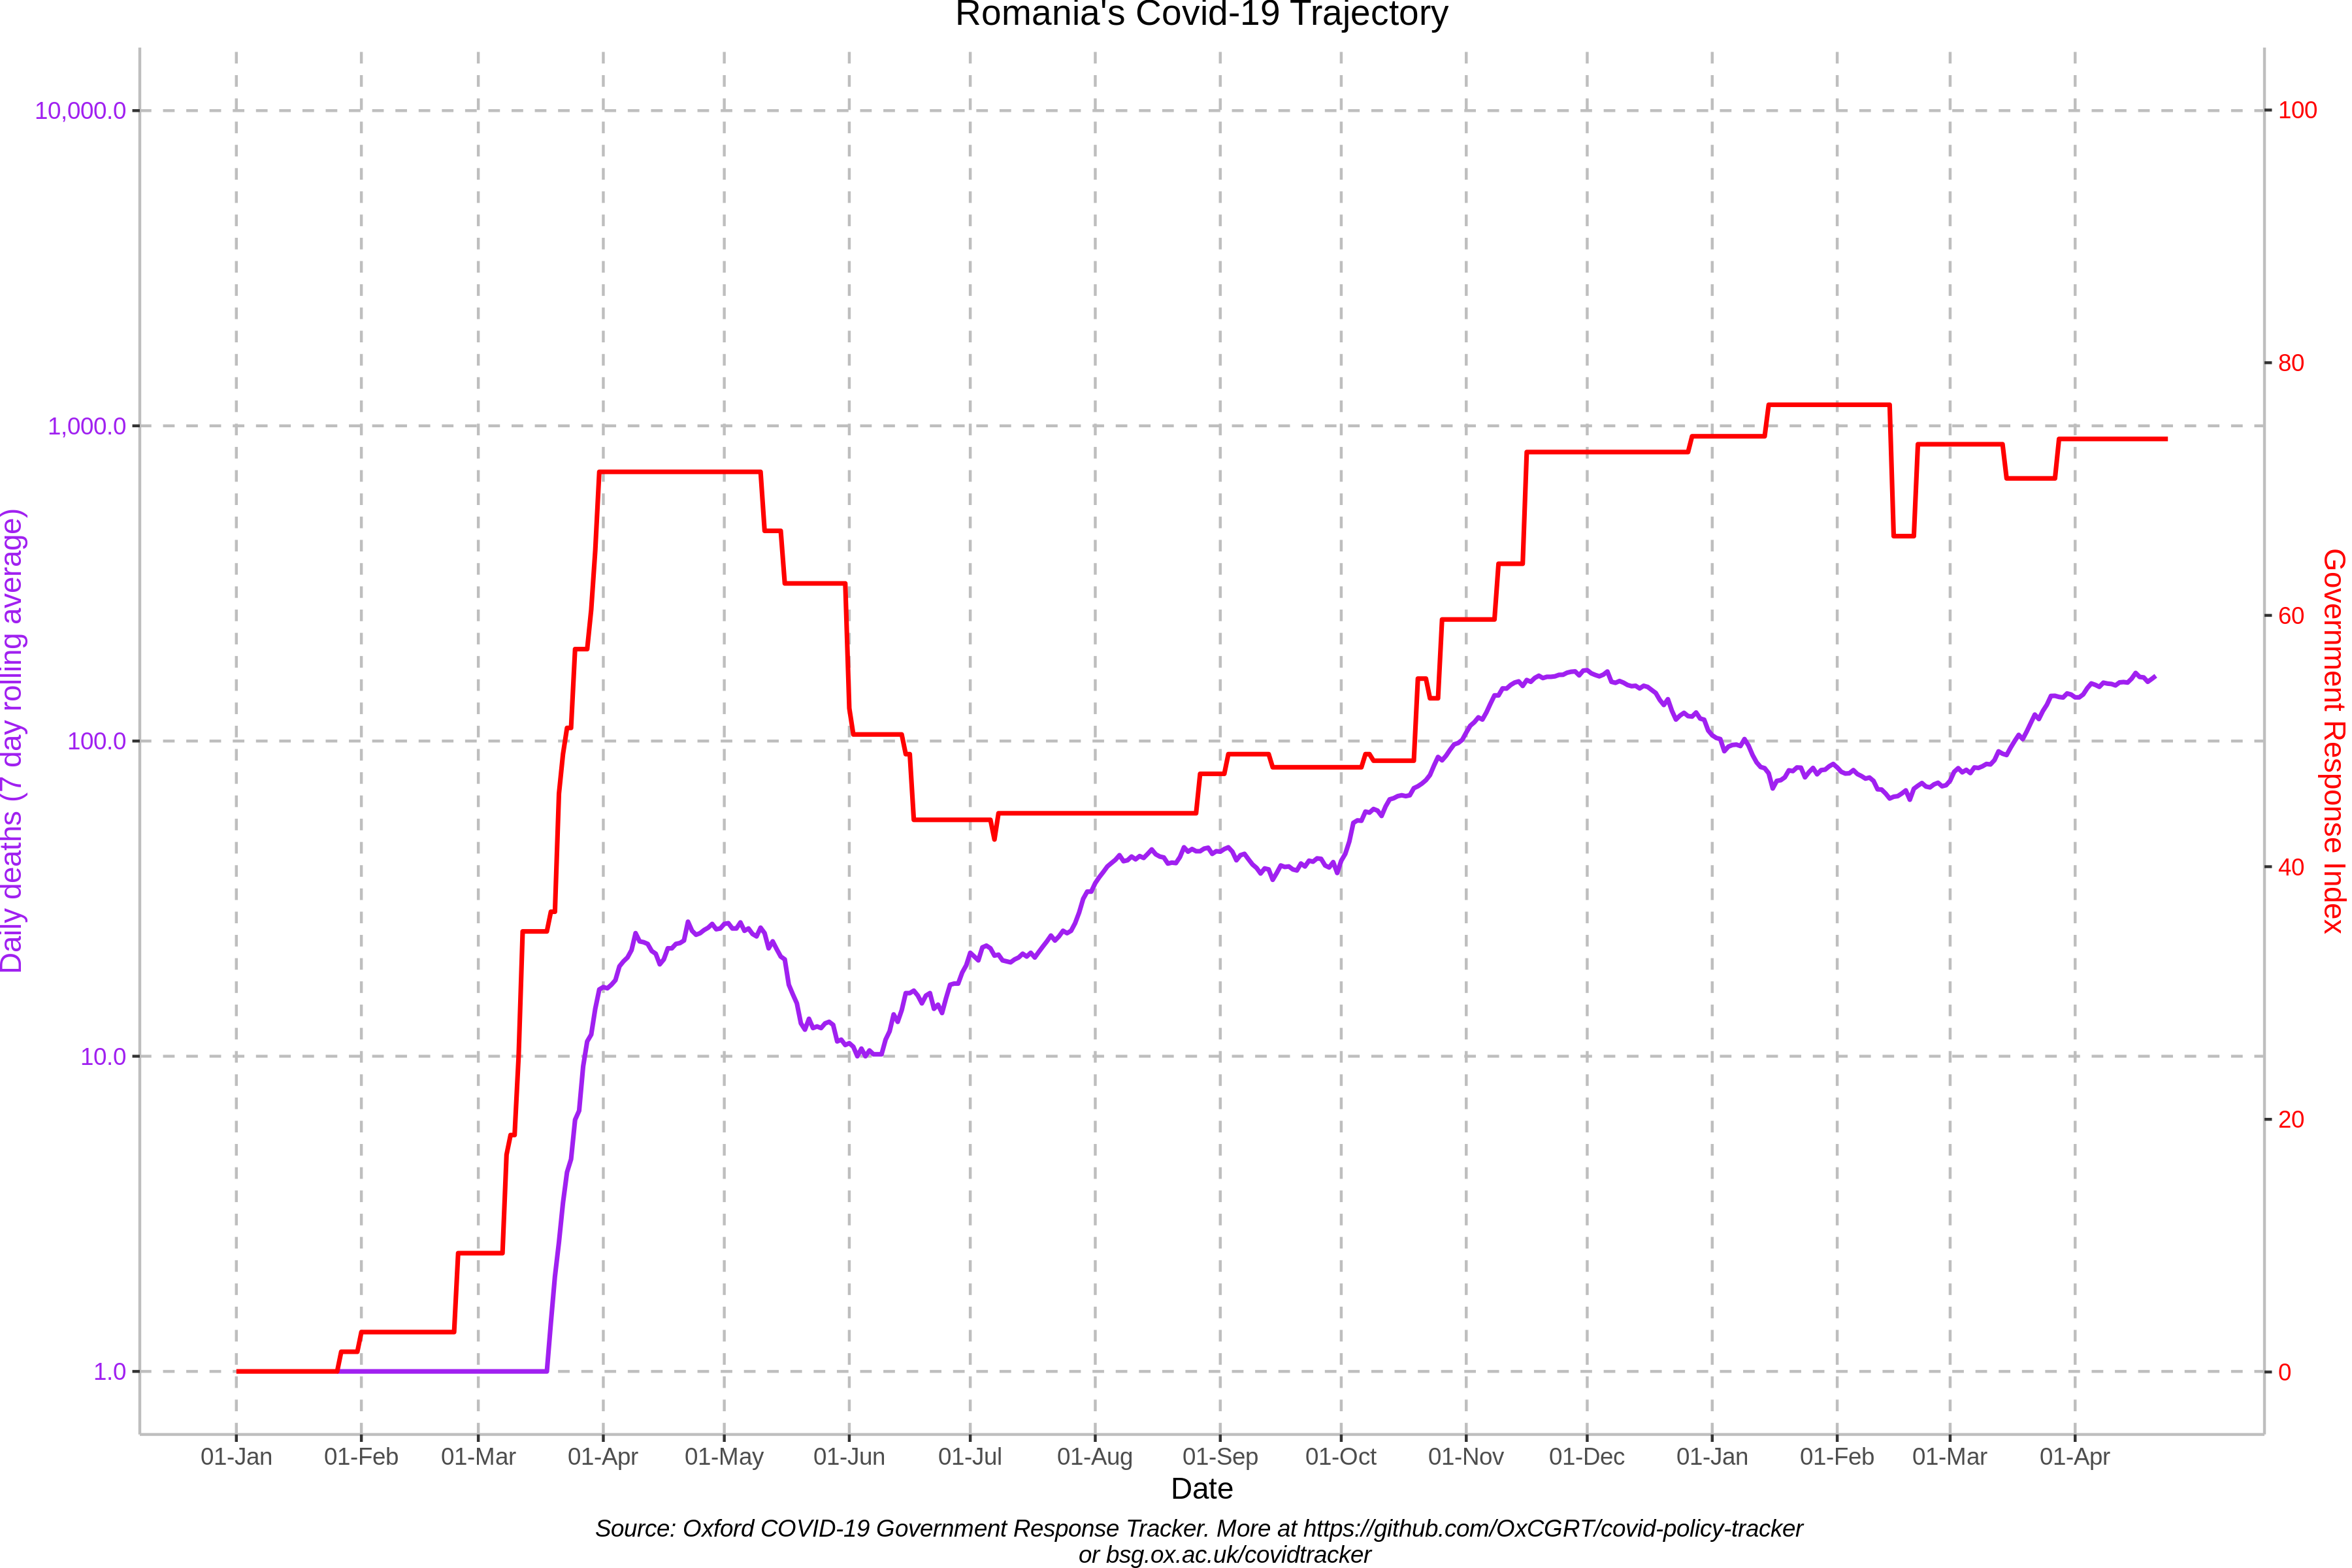 Romania's Covid-19 Trajectory
10,000.0
1,000.0
100.0
10.0
1.0
Daily deaths (7 day rolling average)
100
80
60
40
20
0
Government Response Index
01-Jan 01-Feb 01-Mar 01-Apr 01-May 01-Jun 01-Jul 01-Aug 01-Sep 01-Oct 01-Nov 01-Dec 01-Jan 01-Feb 01-Mar 01-Apr
Date
Source: Oxford COVID-19 Government Response Tracker. More at https://github.com/OxCGRT/covid-policy-tracker
or bsg.ox.ac.uk/covidtracker